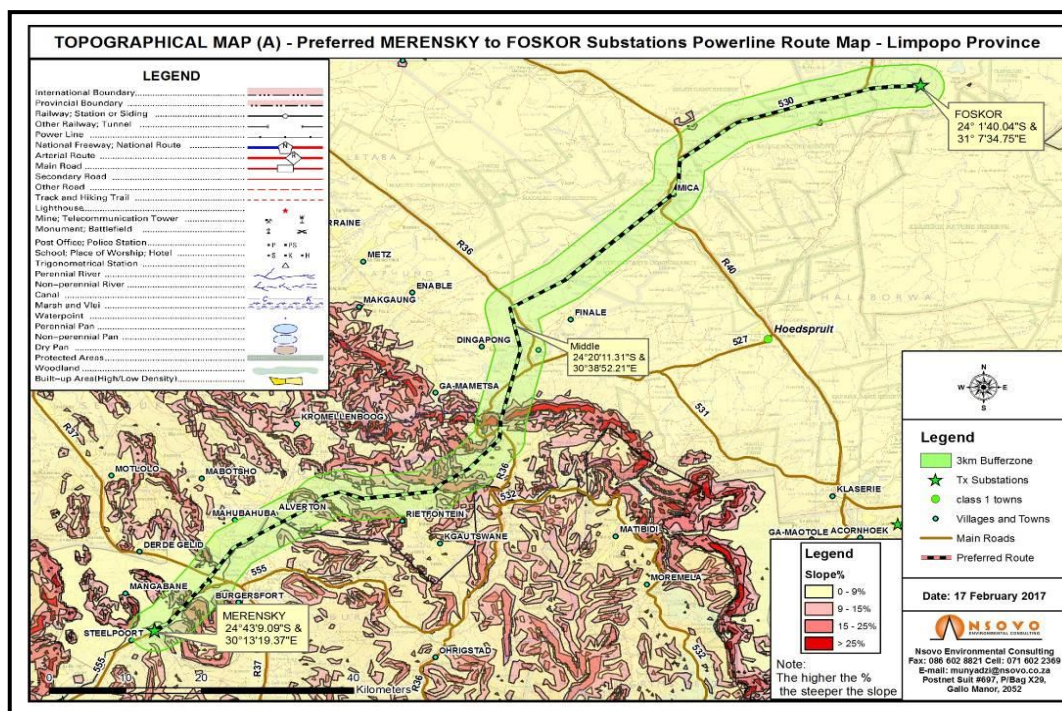 TOPOGRAPHICAL MAP (A) - Preferred MERENSKY to FOSKOR Substations Powerline Route Map - Limpopo Province
LEGEND
International Boundary
Provincial Boundary
Railway; Station or Siding
Other Railway; Tunnel
Power Line
National Freeway; National Route
N
Arterial Route
R
Main Road
Secondary Road
Other Road
Track and Hiking Trail
Lighthouse
Mine; Telecommunication Tower
Monument; Battlefield
Post Office; Police Station
P PS
School; Place of Worship; Hotel
S K H
Trigonometrical Station
Perennial River
Non-perennial River
Canal
Marsh and Vlei
Waterpoint
Perennial Pan
Non-perennial Pan
Dry Pan
Protected Areas
Woodland
Built-up Area(High/Low Density)
530
FOSKOR
24° 1'40.04"S &
31° 7'34.75"E
LETABA 2
MICA
RRAINE
R36
METZ
R40
ENABLE
MAKGAUNG
PHALABORWA
FINALE
Hoedspruit
DINGAPONG
527
Middle
24°20'11.31"S &
30°38'52.21"E
GA-MAMETSA
531
KROMELLENBOOG
R37
R36
MOTLOLO
MABOTSHO
532
KLASERIE
ALVERTON
MAHUBAHUBA
RIETFONTEIN
GA-MAOTOLE
ACORNHOEK
MATIBIDI
KGAUTSWANE
DERDE GELID
555
MOREMELA
MANGABANE
BURGERSFORT
MERENSKY
24°43'9.09"S &
30°13'19.37"E
STEELPOORT
555
R37
R36
OHRIGSTAD
532
0
20
40
Kilometers
N
W
E
S
Legend
3km Bufferzone
Tx Substations
class 1 towns
Villages and Towns
Main Roads
Preferred Route
Legend
Slope%
0 - 9%
9 - 15%
15 - 25%
> 25%
Note:
The higher the %
the steeper the slope
Date: 17 February 2017
NSOVO
ENVIRONMENTAL CONSULTING
Nsovo Environmental Consulting
Fax: 086 602 8821 Cell: 071 602 2369
E-mail: munyadzi@nsovo.co.za
Postnet Suit #697, P/Bag X29,
Gallo Manor, 2052